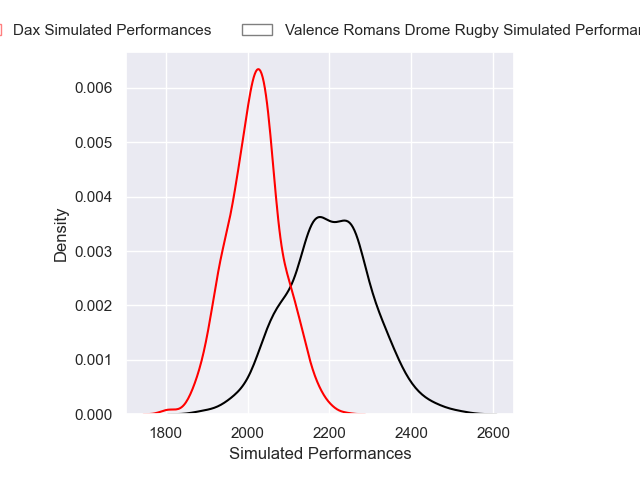 Dax Simulated Performances
Valence Romans Drome Rugby Simulated
0.006
0.005
0.004
0.003
0.002
0.001
0.000
Density
1800 2000 2200 2400 2600
Simulated Performances